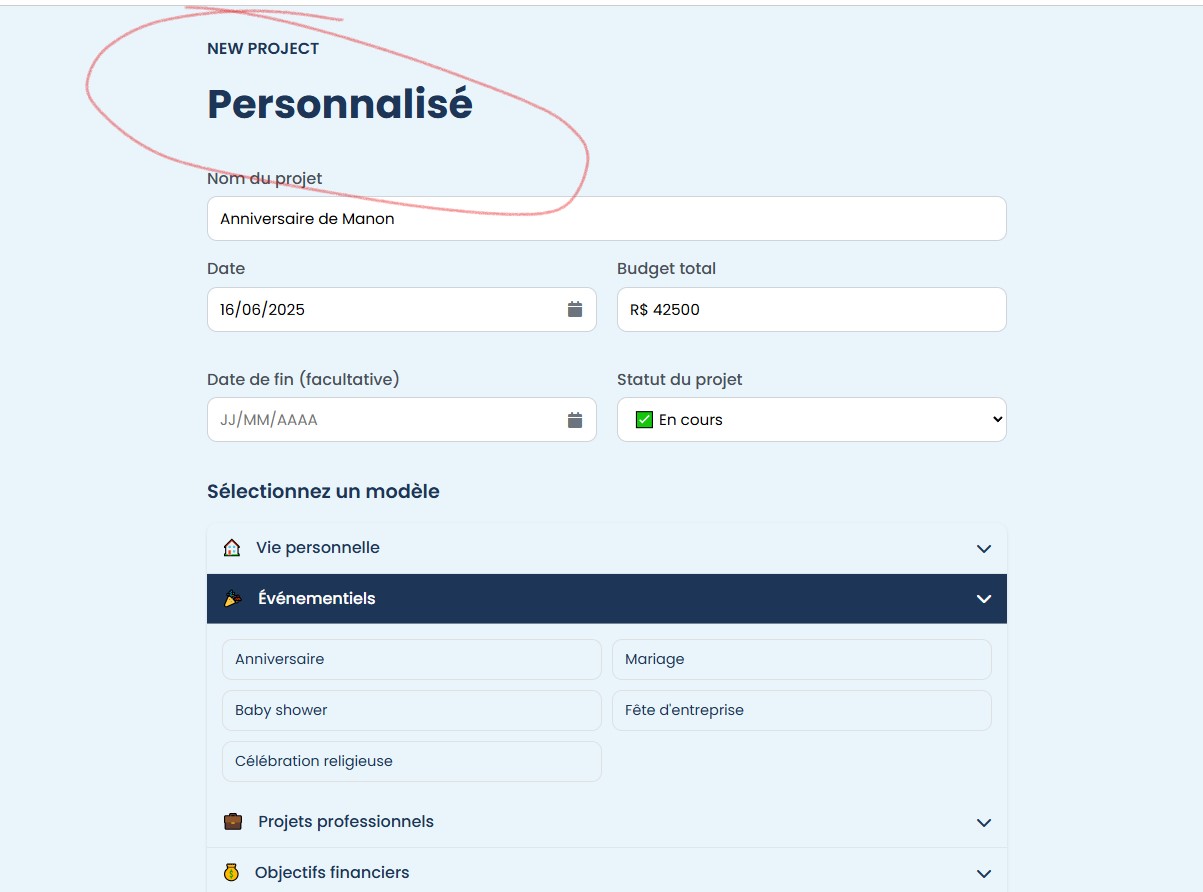 NEW PROJECT
Personnalisé
Nom du projet
Anniversaire de Manon
Date
Budget total
16/06/2025
R$ 42500
Date de fin (facultative)
Statut du projet
JJ/MM/AAAA
En cours
Sélectionnez un modèle
Vie personnelle
Événementiels
Anniversaire
Mariage
Baby shower
Fête d'entreprise
Célébration religieuse
Projets professionnels
Objectifs financiers